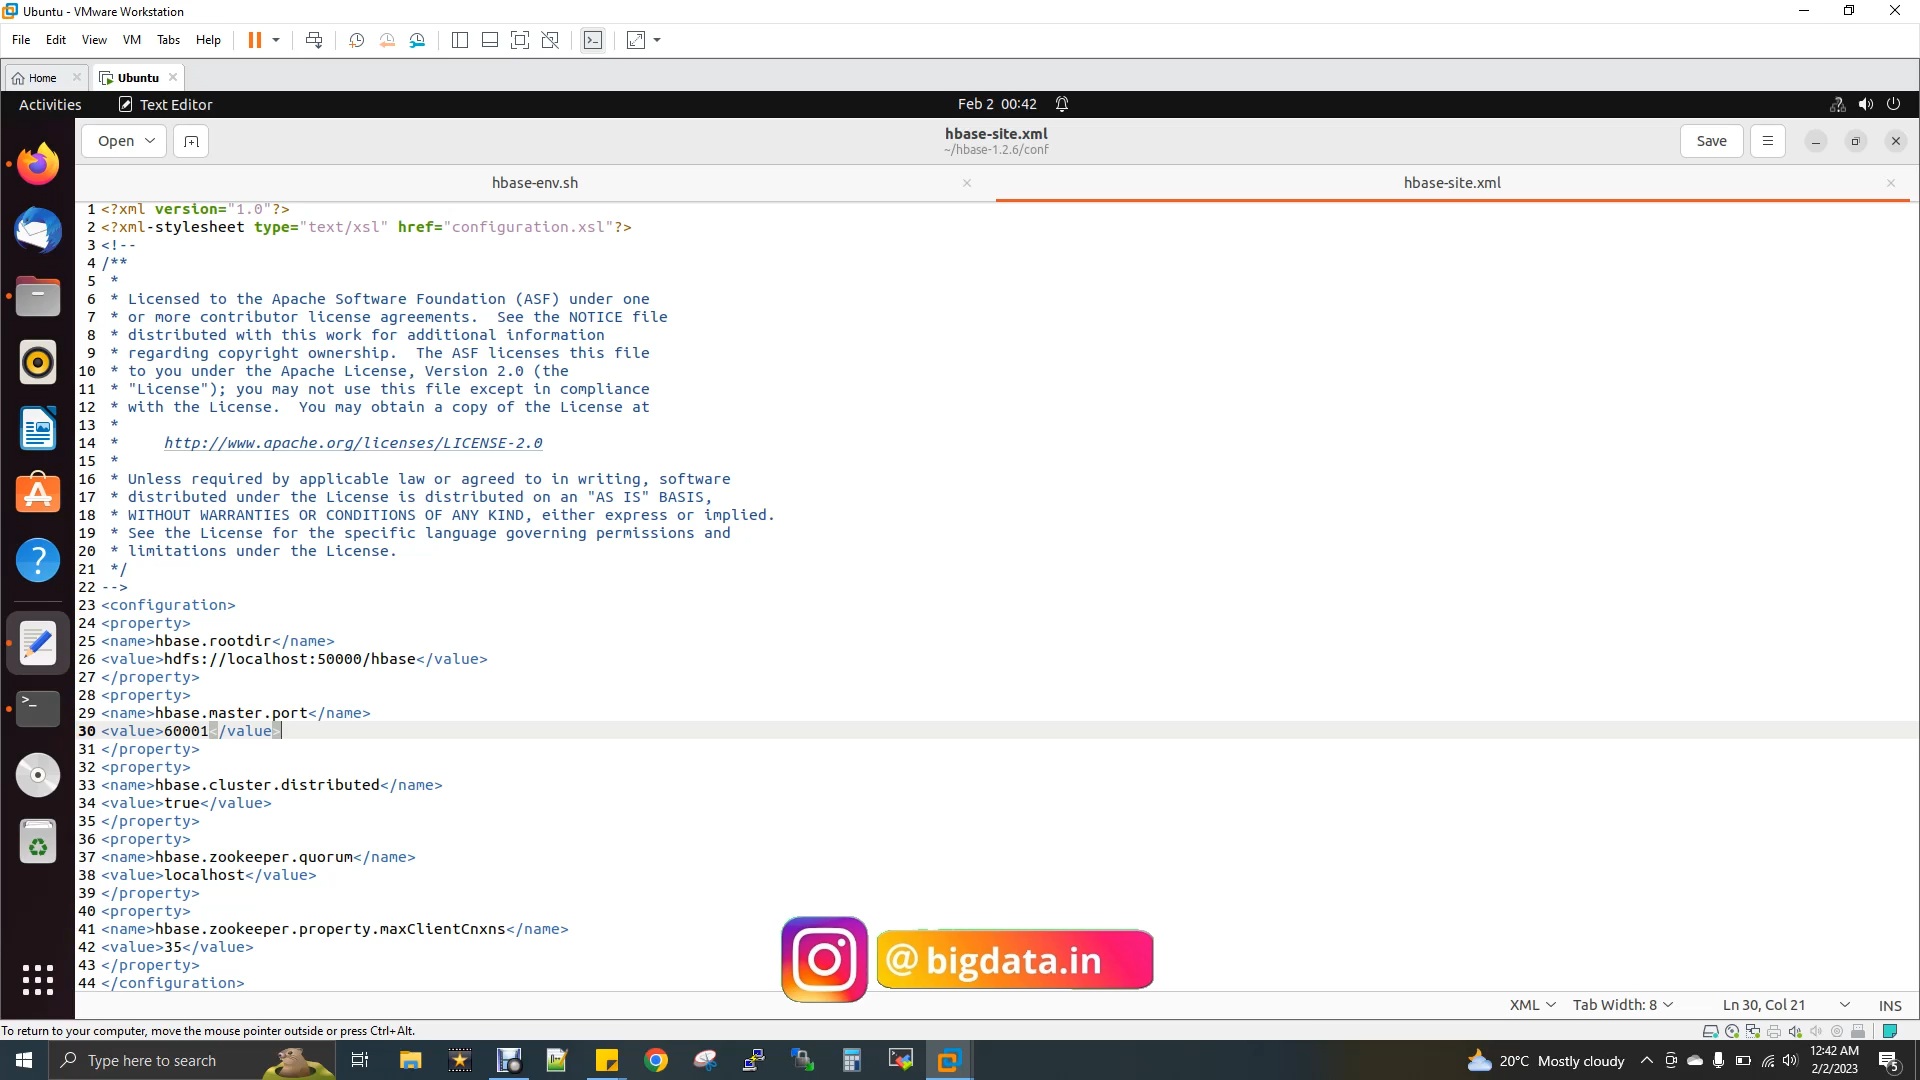 Ubuntu - VMware Workstation
File Edit View VM Tabs Help
Home
Ubuntu
Activities
Text Editor
Feb 2 00:42
Open
hbase-site.xml
~/hbase-1.2.6/conf
Save
hbase-env.sh
hbase-site.xml
1 <?xml version="1.0"?>
2 <?xml-stylesheet type="text/xsl" href="configuration.xsl"?>
3 <!--
4 /**
5  *
6  * Licensed to the Apache Software Foundation (ASF) under one
7  * or more contributor license agreements.  See the NOTICE file
8  * distributed with this work for additional information
9  * regarding copyright ownership.  The ASF licenses this file
10  * to you under the Apache License, Version 2.0 (the
11  * "License"); you may not use this file except in compliance
12  * with the License.  You may obtain a copy of the License at
13  *
14  *     http://www.apache.org/licenses/LICENSE-2.0
15  *
16  * Unless required by applicable law or agreed to in writing, software
17  * distributed under the License is distributed on an "AS IS" BASIS,
18  * WITHOUT WARRANTIES OR CONDITIONS OF ANY KIND, either express or implied.
19  * See the License for the specific language governing permissions and
20  * limitations under the License.
21  */
22 -->
23 <configuration>
24 <property>
25 <name>hbase.rootdir</name>
26 <value>hdfs://localhost:50000/hbase</value>
27 </property>
28 <property>
29 <name>hbase.master.port</name>
30 <value>60001</value>
31 </property>
32 <property>
33 <name>hbase.cluster.distributed</name>
34 <value>true</value>
35 </property>
36 <property>
37 <name>hbase.zookeeper.quorum</name>
38 <value>localhost</value>
39 </property>
40 <property>
41 <name>hbase.zookeeper.property.maxClientCnxns</name>
42 <value>35</value>
43 </property>
44 </configuration>
@ bigdata.in
XML Tab Width: 8 Ln 30, Col 21 INS
To return to your computer, move the mouse pointer outside or press Ctrl+Alt.
Type here to search
20°C Mostly cloudy
12:42 AM
2/2/2023
5